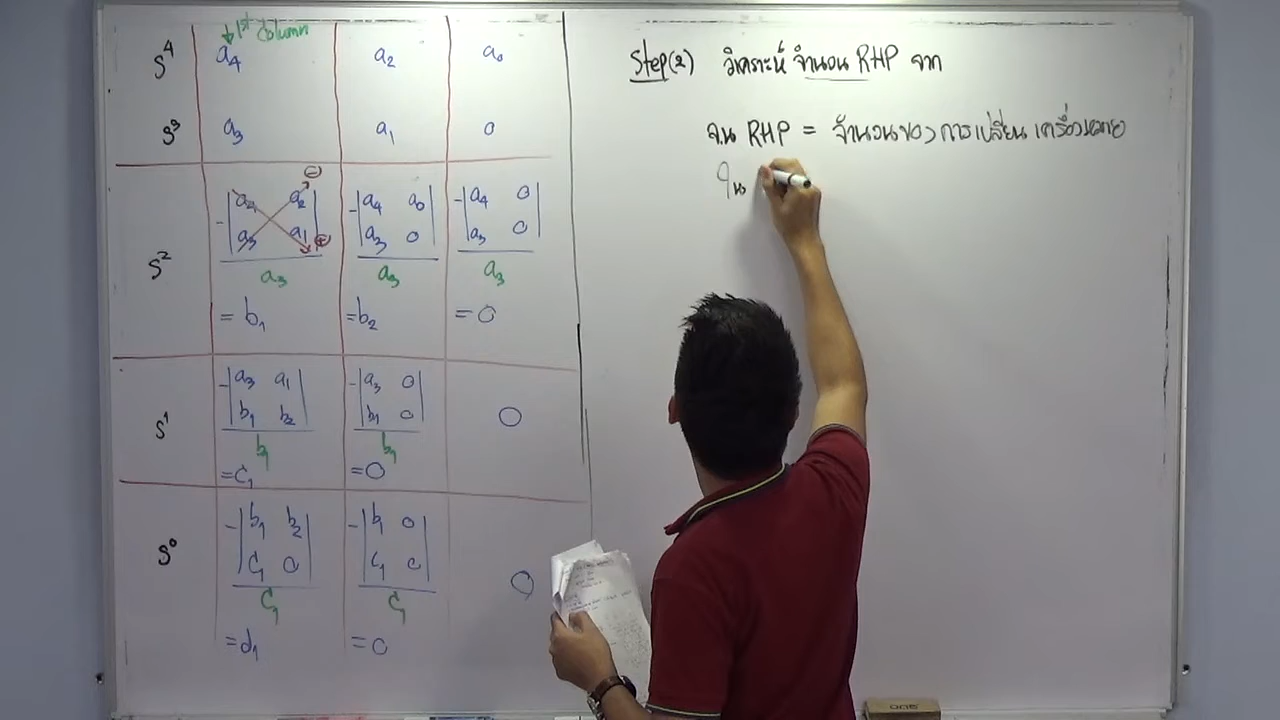 1st column
S⁴ a₄ a₂ a₀
S³ a₃ a₁ 0
⊖
-|a₄ a₂| -|a₄ a₀| -|a₄ 0|
|a₃ a₁| ⊕ |a₃ 0| |a₃ 0|
S² a₃ a₃ a₃
=b₁ =b₂ =0
-|a₃ a₁| -|a₃ 0|
S¹ |b₁ b₂| |b₁ 0| 0
b₁ b₁
=C₁ =0
-|b₁ b₂| -|b₁ 0|
S⁰ |C₁ 0| |C₁ 0| 0
C₁ C₁
=d₁ =0
Step(2) วิเคราะห์ จำนวน RHP จาก
จ.น RHP = จำนวนของการเปลี่ยนเครื่องหมาย
ใน